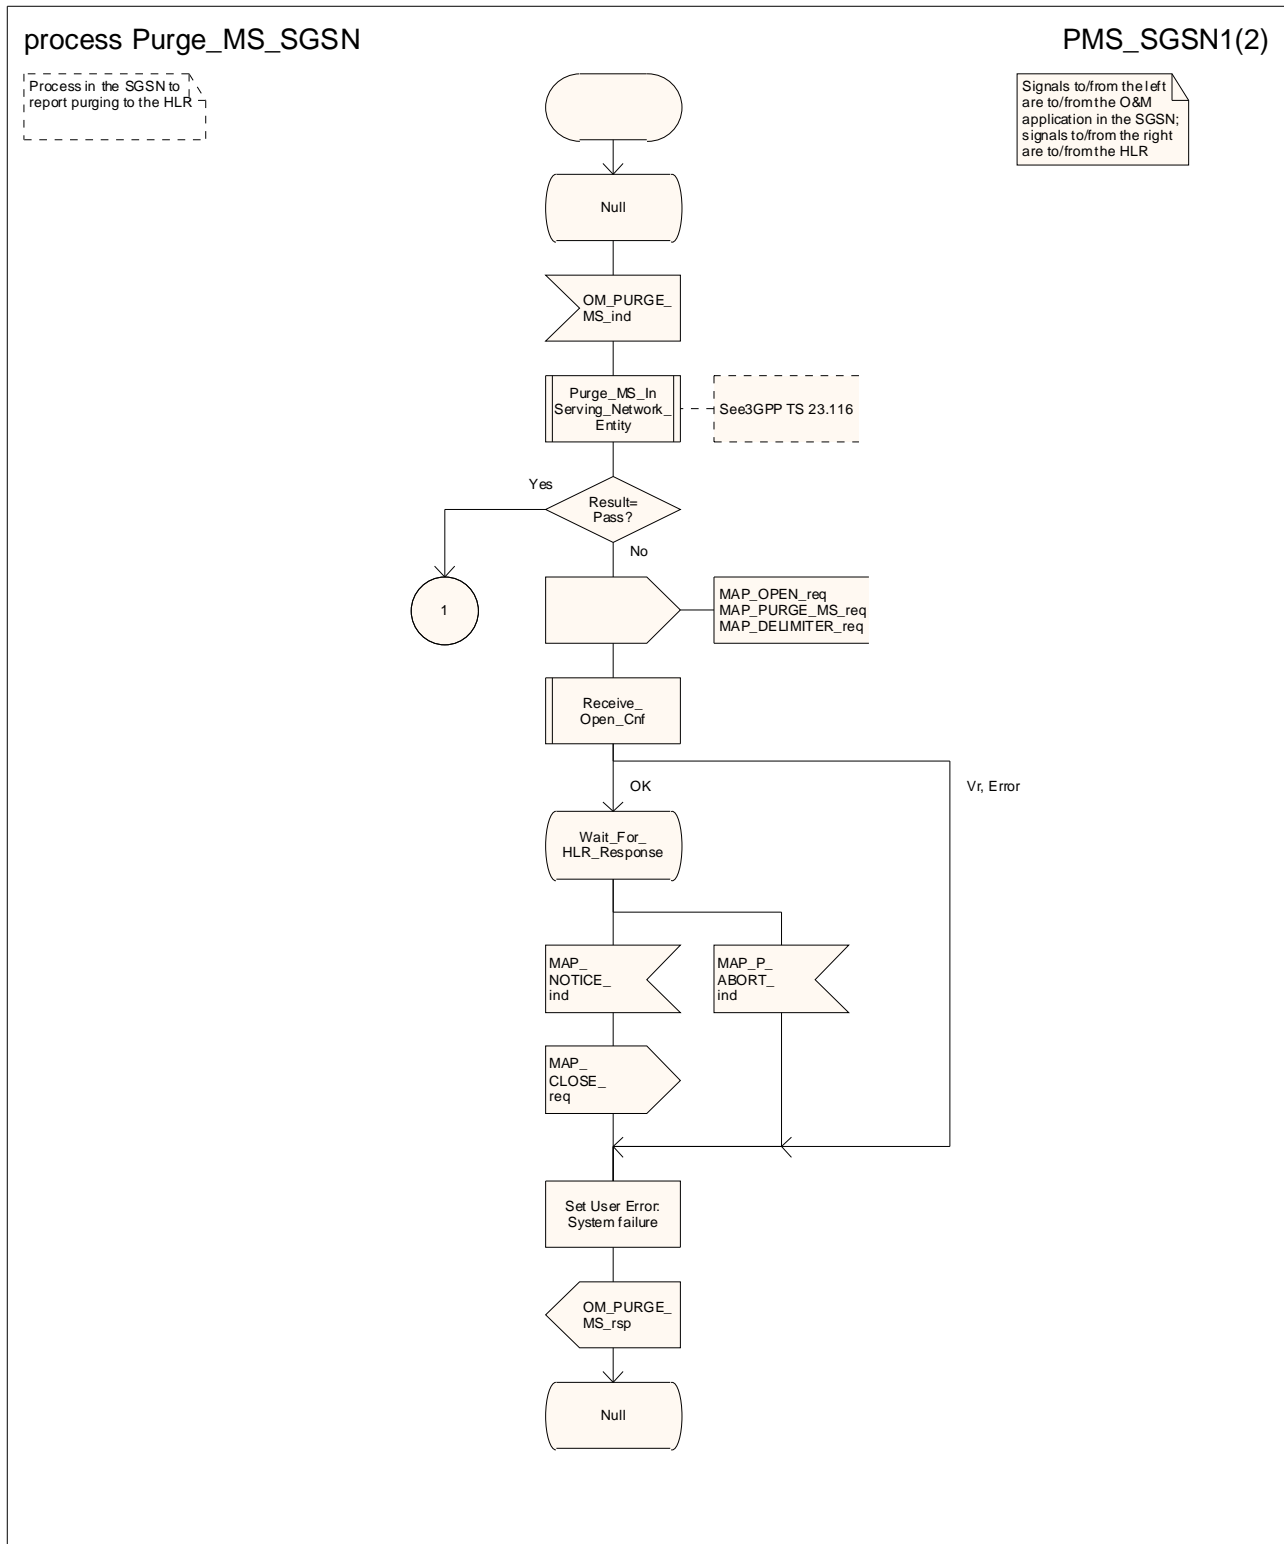 process Purge_MS_SGSN
PMS_SGSN1(2)
Process in the SGSN to
report purging to the HLR
Signals to/from the left
are to/from the O&M
application in the SGSN;
signals to/from the right
are to/from the HLR
Null
OM_PURGE_
MS_ind
Purge_MS_In
Serving_Network_
Entity
See3GPP TS 23.116
Yes
Result=
Pass?
No
1
MAP_OPEN_req
MAP_PURGE_MS_req
MAP_DELIMITER_req
Receive_
Open_Cnf
OK
Vr, Error
Wait_For_
HLR_Response
MAP_
NOTICE_
ind
MAP_P_
ABORT_
ind
MAP_
CLOSE_
req
Set User Error:
System failure
OM_PURGE_
MS_rsp
Null